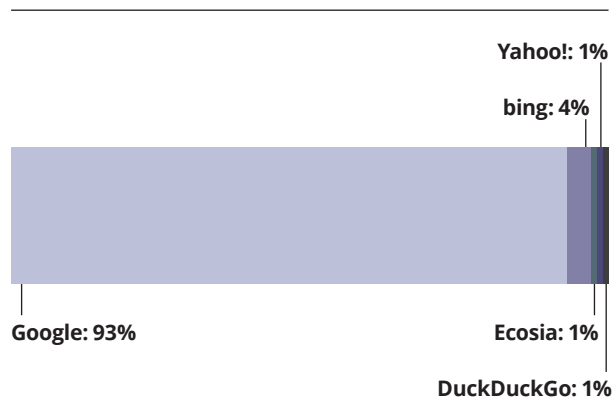 Yahoo!: 1%
bing: 4%
Google: 93%
Ecosia: 1%
DuckDuckGo: 1%